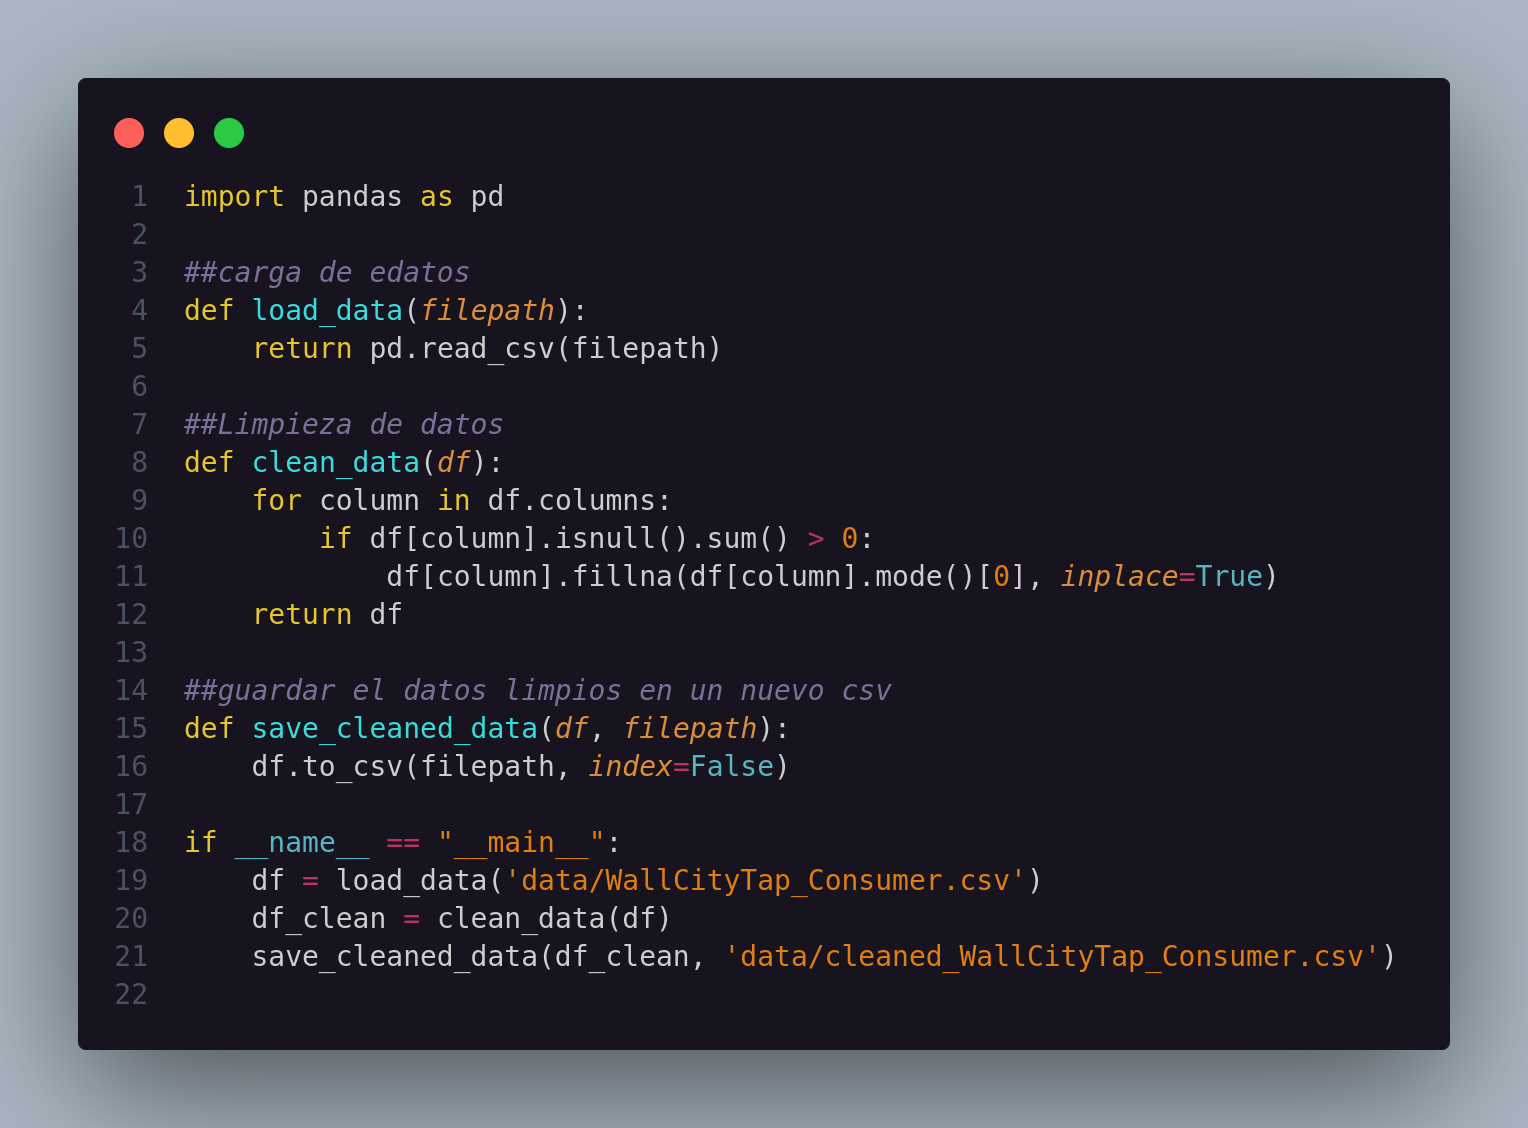 1 import pandas as pd
2
3 ##carga de edatos
4 def load_data(filepath):
5     return pd.read_csv(filepath)
6
7 ##Limpieza de datos
8 def clean_data(df):
9     for column in df.columns:
10         if df[column].isnull().sum() > 0:
11             df[column].fillna(df[column].mode()[0], inplace=True)
12     return df
13
14 ##guardar el datos limpios en un nuevo csv
15 def save_cleaned_data(df, filepath):
16     df.to_csv(filepath, index=False)
17
18 if __name__ == "__main__":
19     df = load_data('data/WallCityTap_Consumer.csv')
20     df_clean = clean_data(df)
21     save_cleaned_data(df_clean, 'data/cleaned_WallCityTap_Consumer.csv')
22